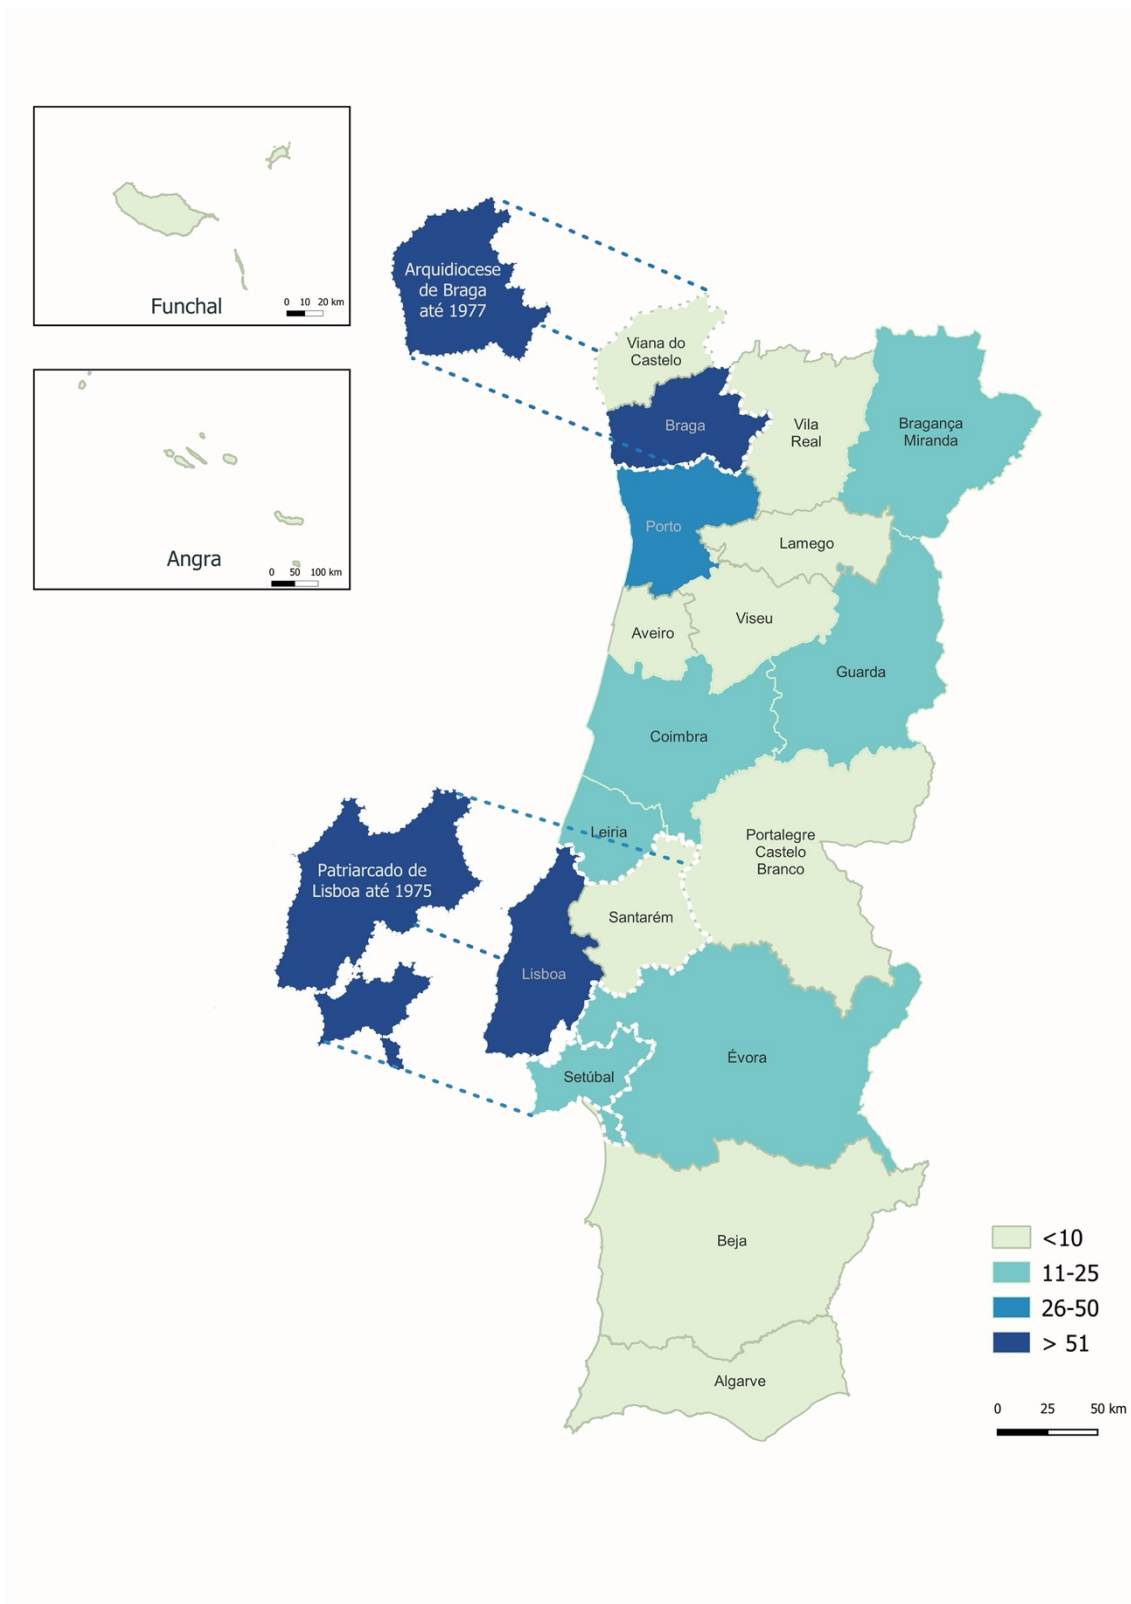 Funchal
0 10 20 km
Angra
0 50 100 km
Arquidiocese
de Braga
até 1977
Viana do
Castelo
Braga
Vila
Real
Bragança
Miranda
Porto
Lamego
Aveiro
Viseu
Guarda
Coimbra
Leiria
Portalegre
Castelo
Branco
Patriarcado de
Lisboa até 1975
Santarém
Lisboa
Évora
Setúbal
Beja
Algarve
<10
11-25
26-50
> 51
0 25 50 km